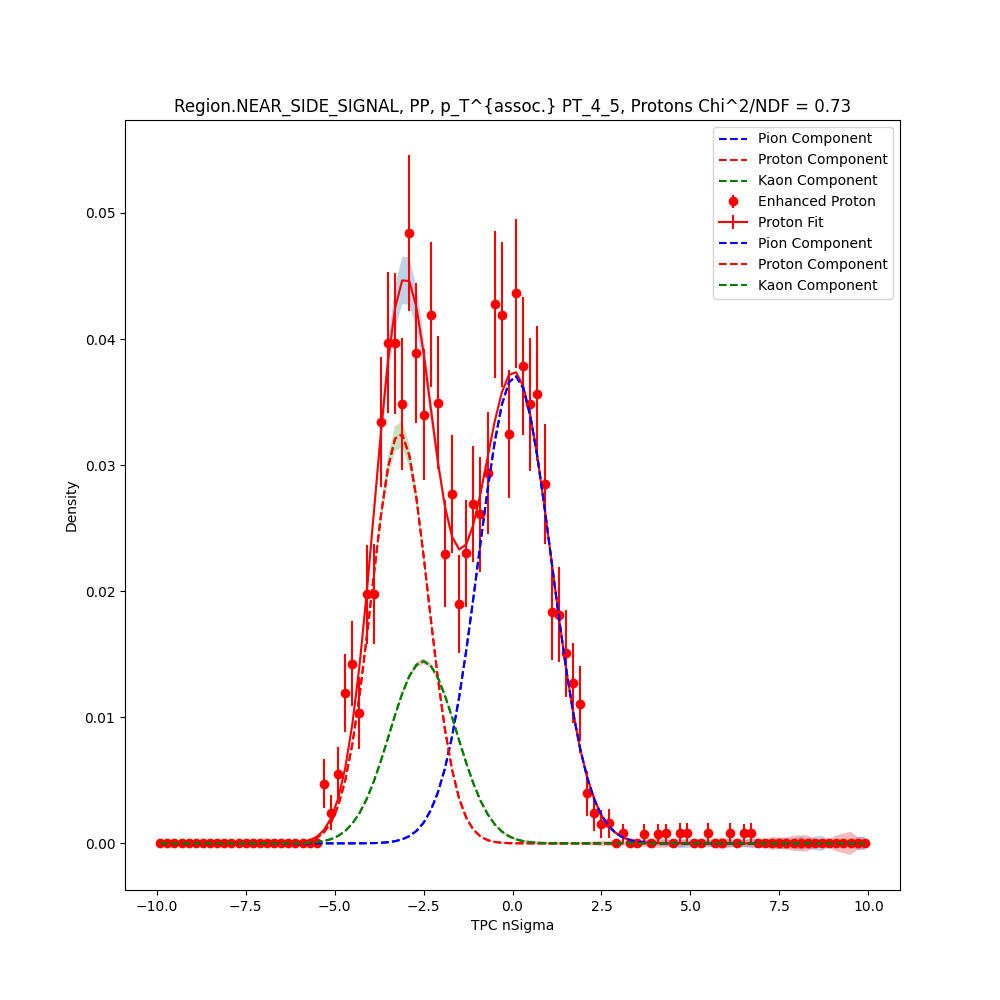 Region.NEAR_SIDE_SIGNAL, PP, p_T^{assoc.} PT_4_5, Protons Chi^2/NDF = 0.73
Pion Component
Proton Component
Kaon Component
Enhanced Proton
Proton Fit
Pion Component
Proton Component
Kaon Component
0.05
0.04
0.03
0.02
0.01
0.00
Density
−10.0 −7.5 −5.0 −2.5 0.0 2.5 5.0 7.5 10.0
TPC nSigma